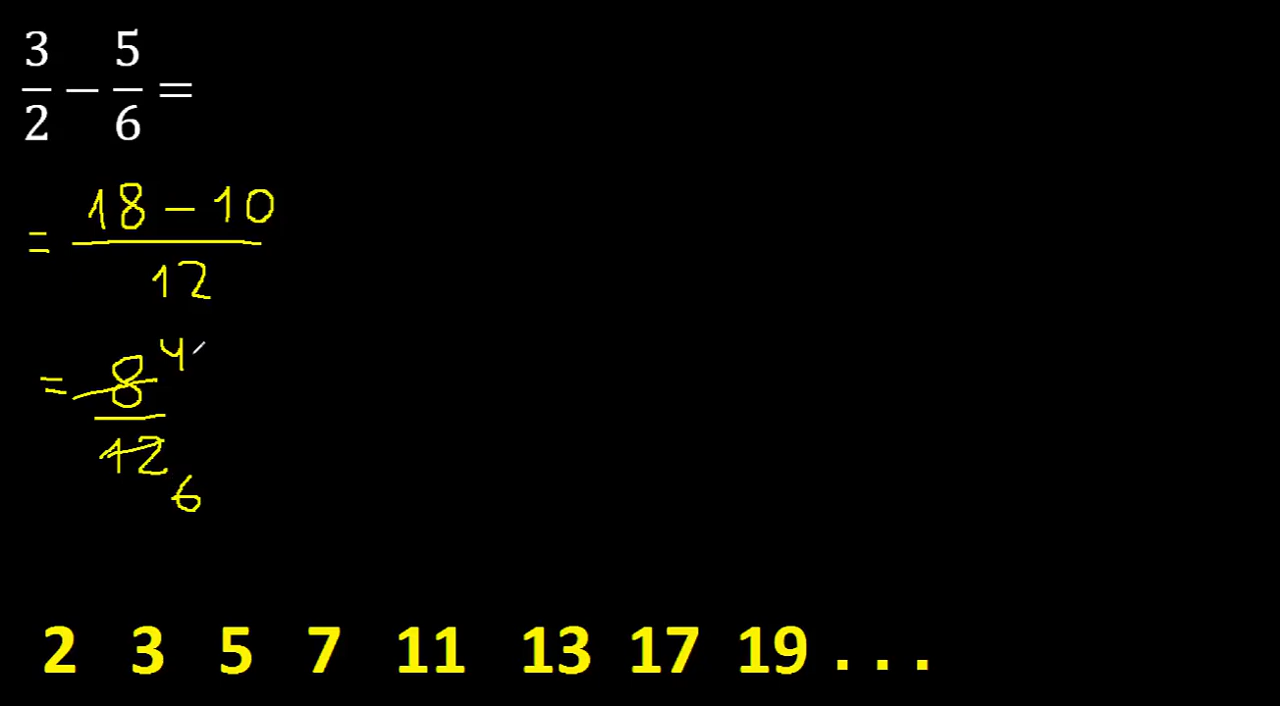 3/2 − 5/6 =
= 18 − 10 / 12
= 8 4 / 12 6
2 3 5 7 11 13 17 19 . . .